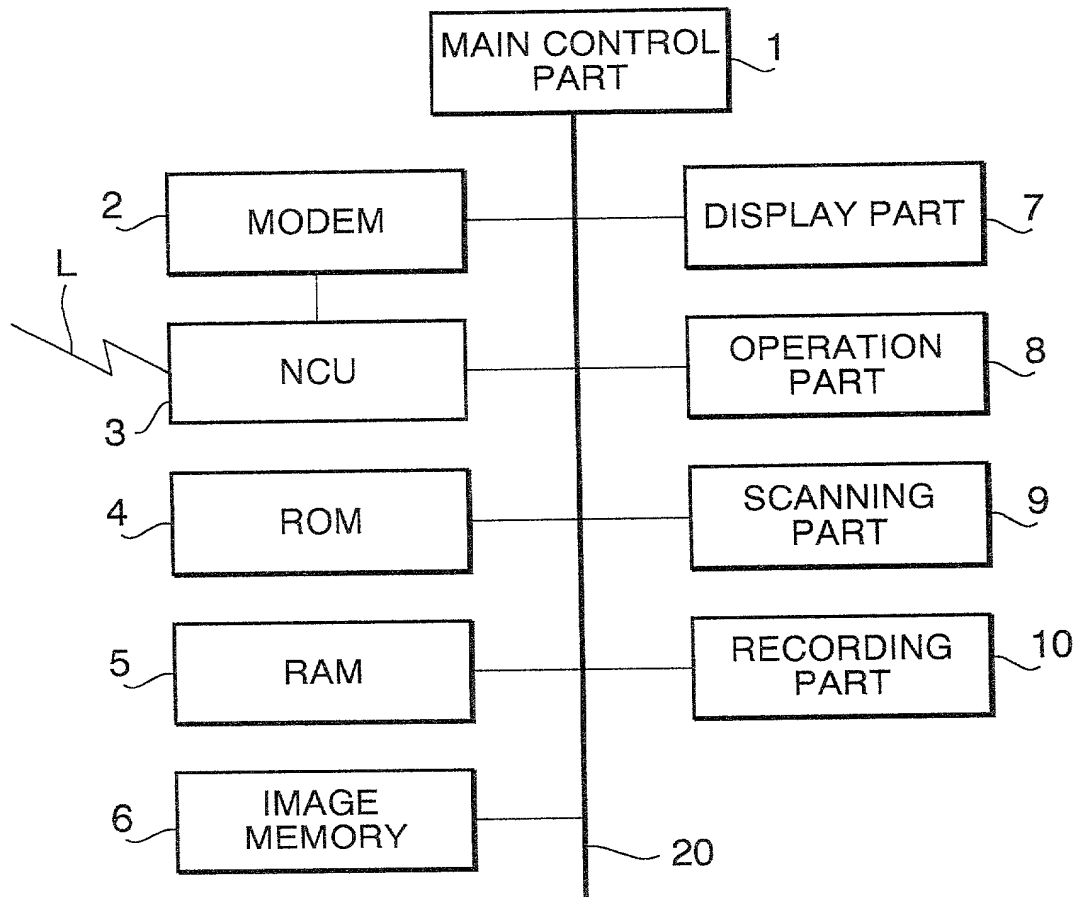 MAIN CONTROL
PART
1
2
MODEM
DISPLAY PART
7
L
NCU
3
OPERATION
PART
8
4
ROM
SCANNING
PART
9
5
RAM
RECORDING
PART
10
6
IMAGE
MEMORY
20